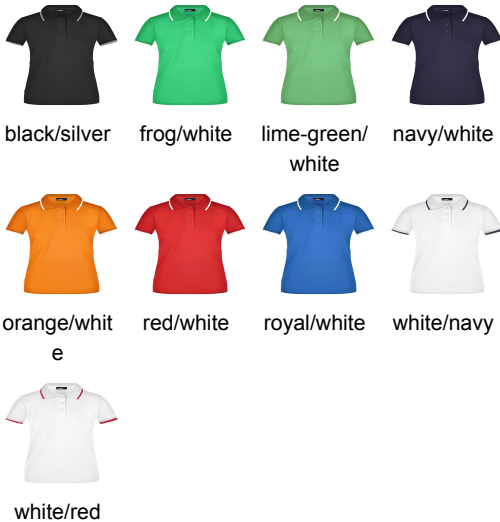 black/silver
frog/white
lime-green/
white
navy/white
orange/whit
e
red/white
royal/white
white/navy
white/red